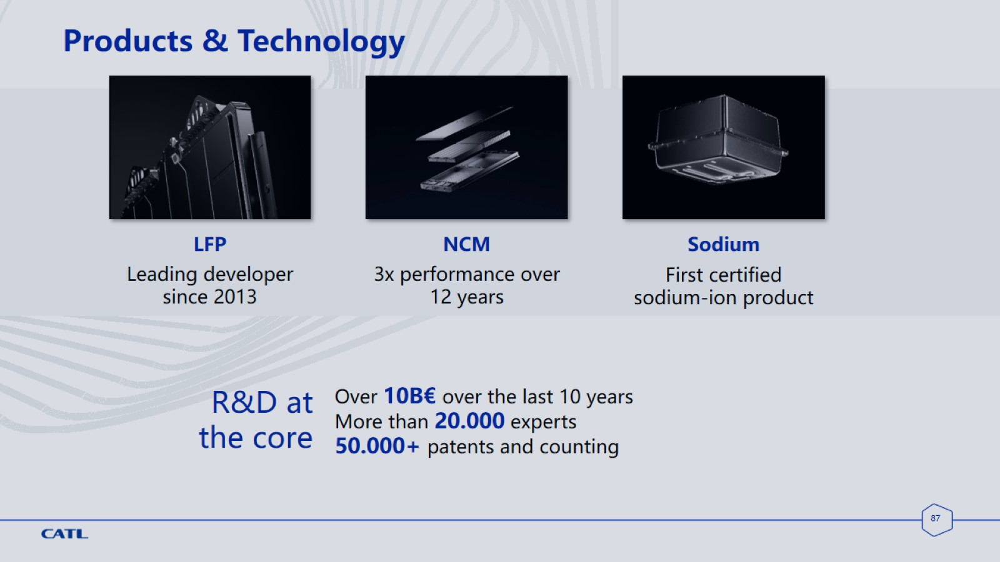 Products & Technology
LFP
Leading developer
since 2013
NCM
3x performance over
12 years
Sodium
First certified
sodium-ion product
R&D at
the core
Over 10B€ over the last 10 years
More than 20.000 experts
50.000+ patents and counting
87
CATL